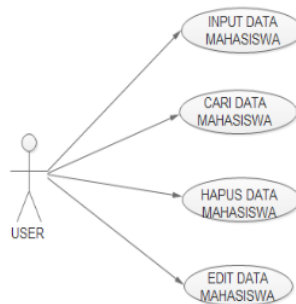 INPUT DATA
MAHASISWA
CARI DATA
MAHASISWA
HAPUS DATA
MAHASISWA
USER
EDIT DATA
MAHASISWA